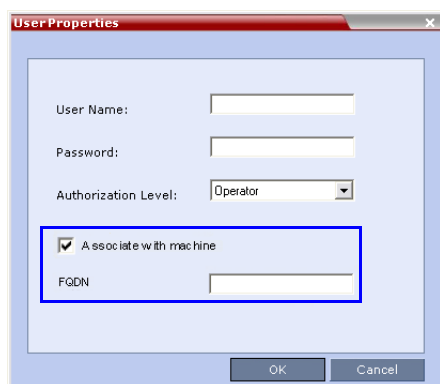 User Properties
User Name:
Password:
Authorization Level: Operator
Associate with machine
FQDN
OK Cancel